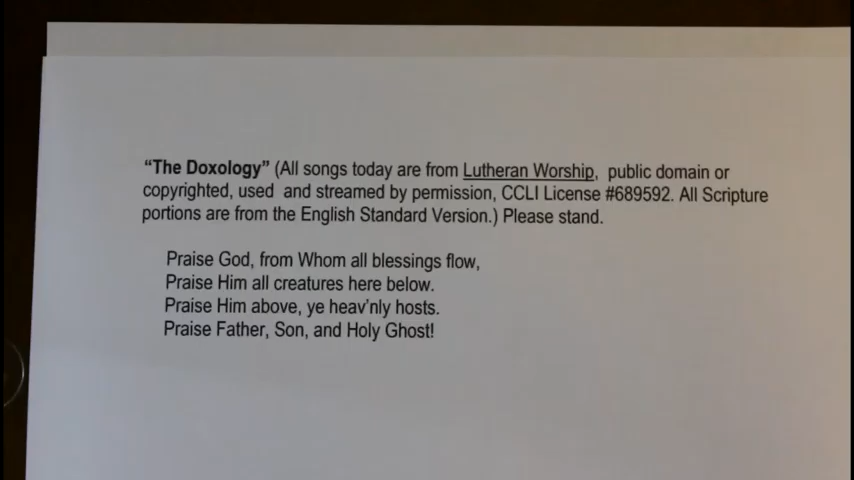 “The Doxology” (All songs today are from Lutheran Worship, public domain or
copyrighted, used and streamed by permission, CCLI License #689592. All Scripture
portions are from the English Standard Version.) Please stand.
Praise God, from Whom all blessings flow,
Praise Him all creatures here below.
Praise Him above, ye heav’nly hosts.
Praise Father, Son, and Holy Ghost!